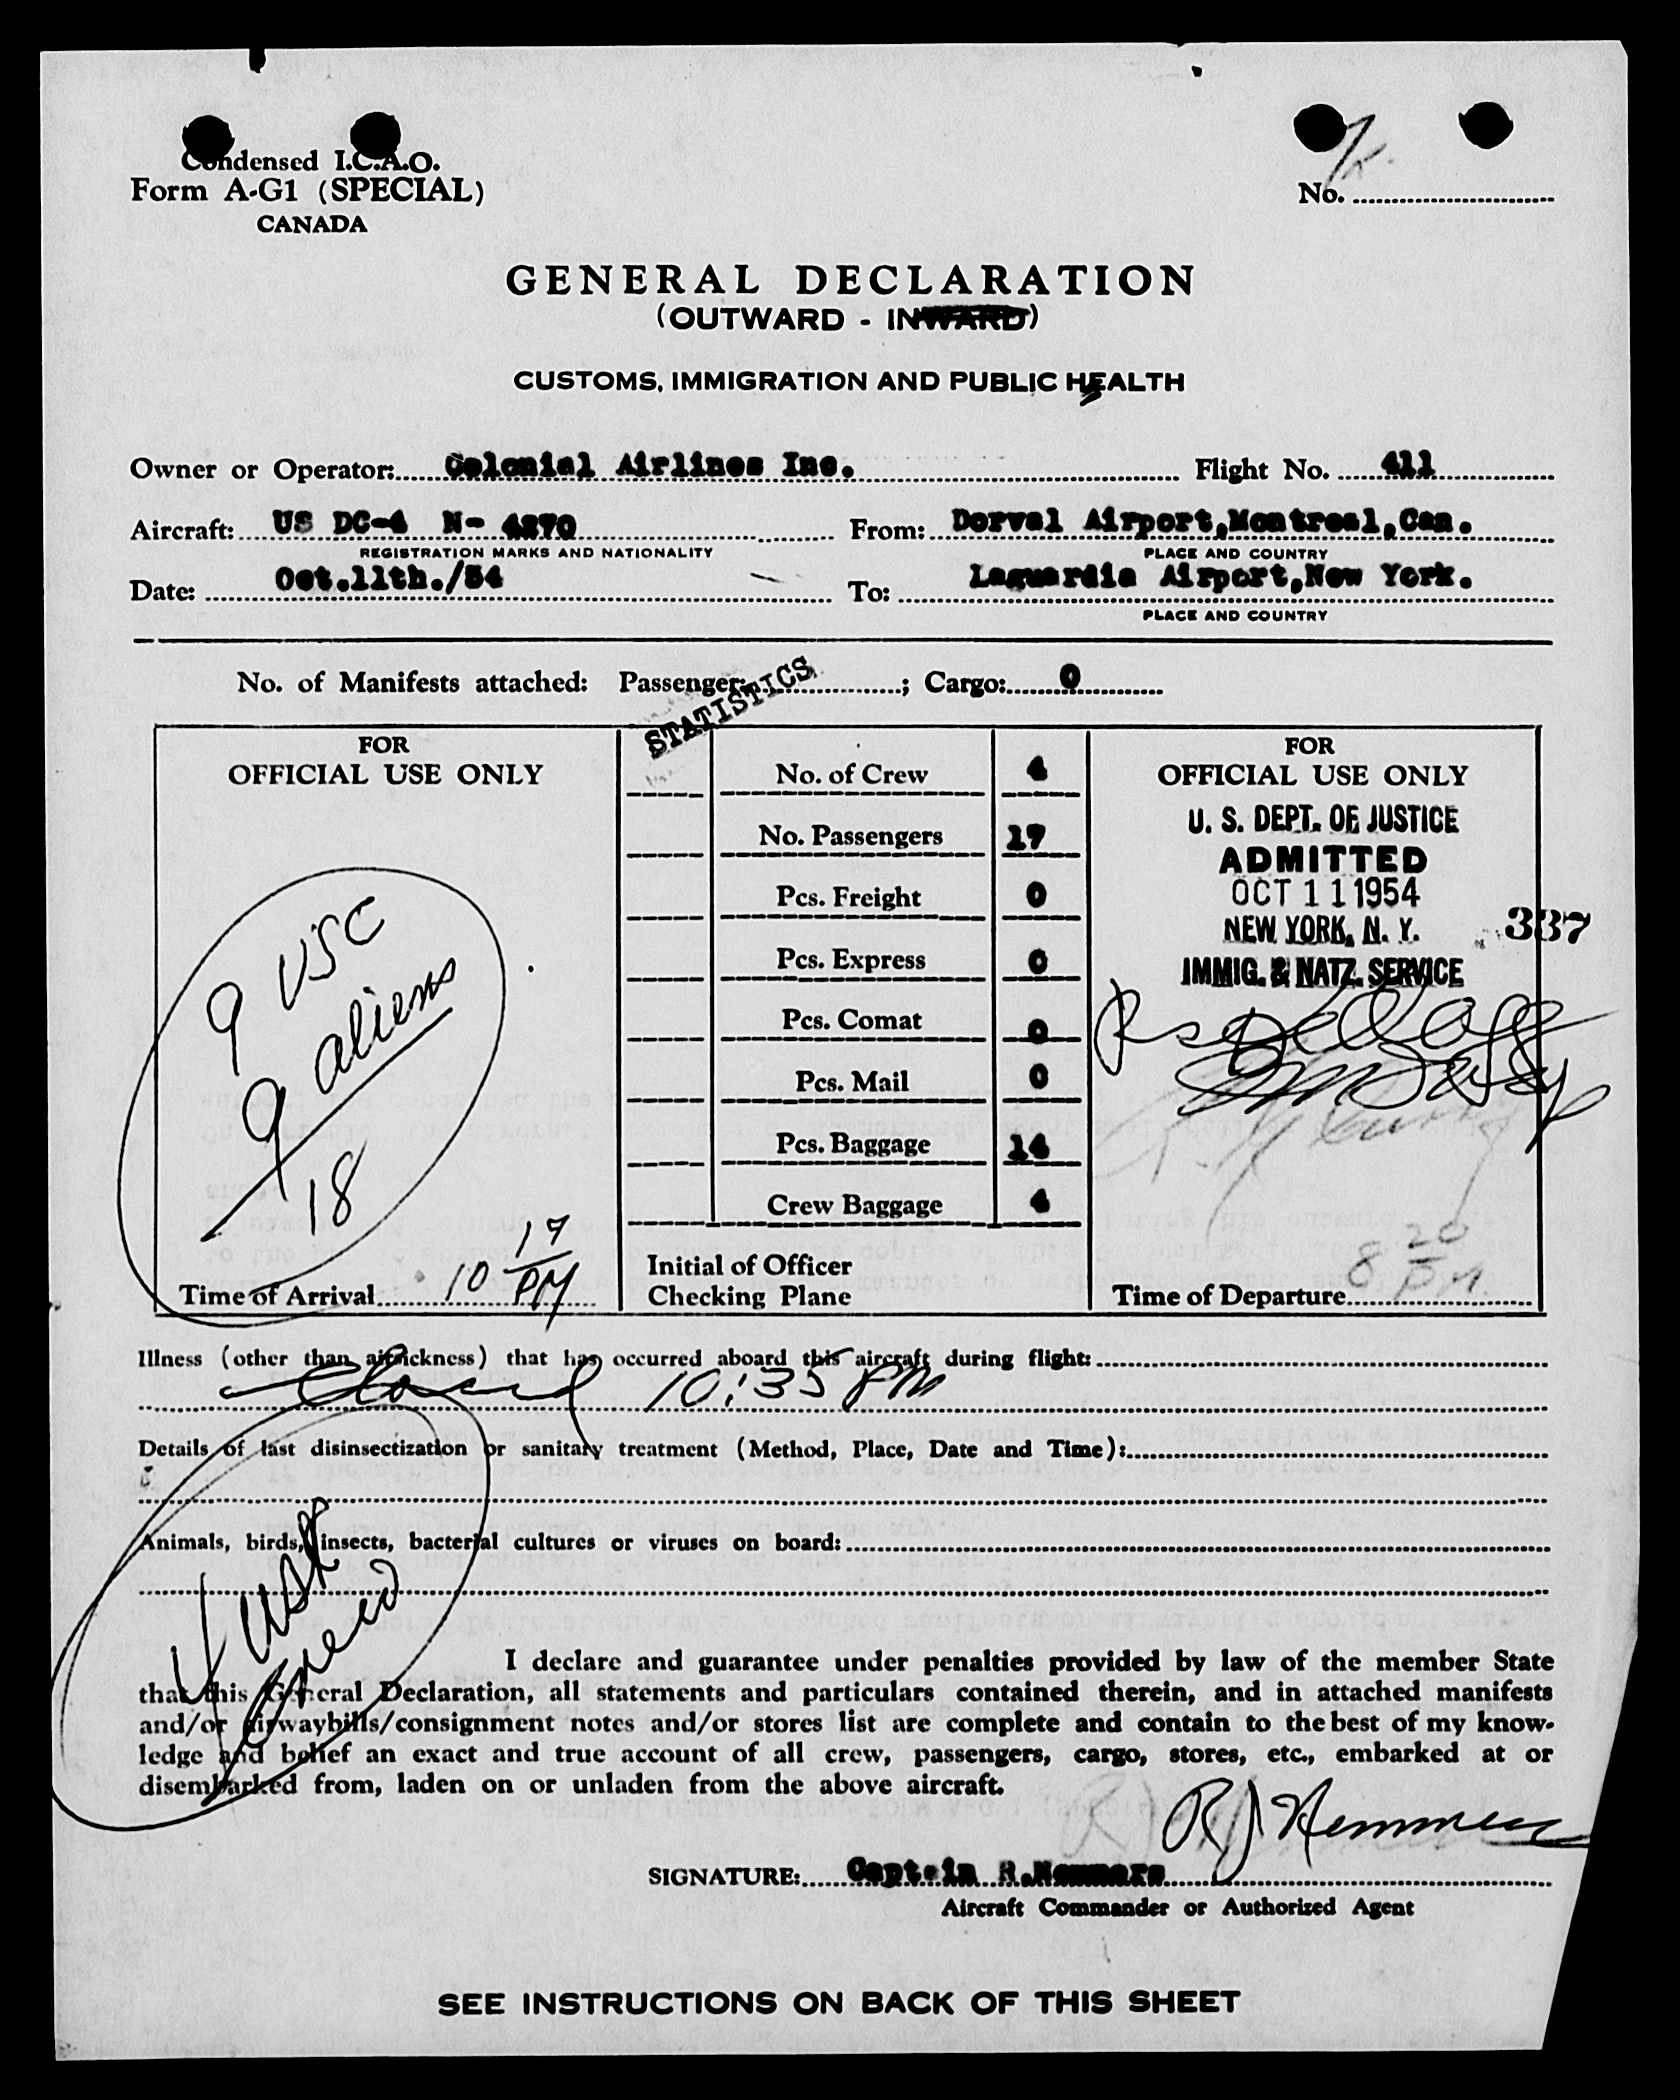 Condensed I.C.A.O.
Form A-G1 (SPECIAL)
CANADA
No.
GENERAL DECLARATION
(OUTWARD - INWARD)
CUSTOMS, IMMIGRATION AND PUBLIC HEALTH
Owner or Operator: Colonial Airlines Inc. Flight No. 411
Aircraft: US DC-4 N- 4270 From: Dorval Airport,Montreal,Can.
REGISTRATION MARKS AND NATIONALITY PLACE AND COUNTRY
Date: Oct.11th./54 To: Laguardia Airport,New York.
PLACE AND COUNTRY
No. of Manifests attached: Passenger: ; Cargo: 0
STATISTICS
FOR
OFFICIAL USE ONLY
9 USC
9 aliens
18
Time of Arrival 10 19 PM
No. of Crew 4
No. Passengers 17
Pcs. Freight 0
Pcs. Express 0
Pcs. Comat 0
Pcs. Mail 0
Pcs. Baggage 14
Crew Baggage 4
Initial of Officer
Checking Plane
FOR
OFFICIAL USE ONLY
U. S. DEPT. OF JUSTICE
ADMITTED
OCT 11 1954
NEW YORK, N. Y. 337
IMMIG. & NATZ. SERVICE
Time of Departure 8 20 Pm
Illness (other than airsickness) that has occurred aboard this aircraft during flight:
10:35 PM
Details of last disinsectization or sanitary treatment (Method, Place, Date and Time):
Animals, birds, insects, bacterial cultures or viruses on board:
I declare and guarantee under penalties provided by law of the member State
that this General Declaration, all statements and particulars contained therein, and in attached manifests
and/or airwaybills/consignment notes and/or stores list are complete and contain to the best of my know-
ledge and belief an exact and true account of all crew, passengers, cargo, stores, etc., embarked at or
disembarked from, laden on or unladen from the above aircraft.
SIGNATURE: Captain R.Nemmers
Aircraft Commander or Authorized Agent
SEE INSTRUCTIONS ON BACK OF THIS SHEET